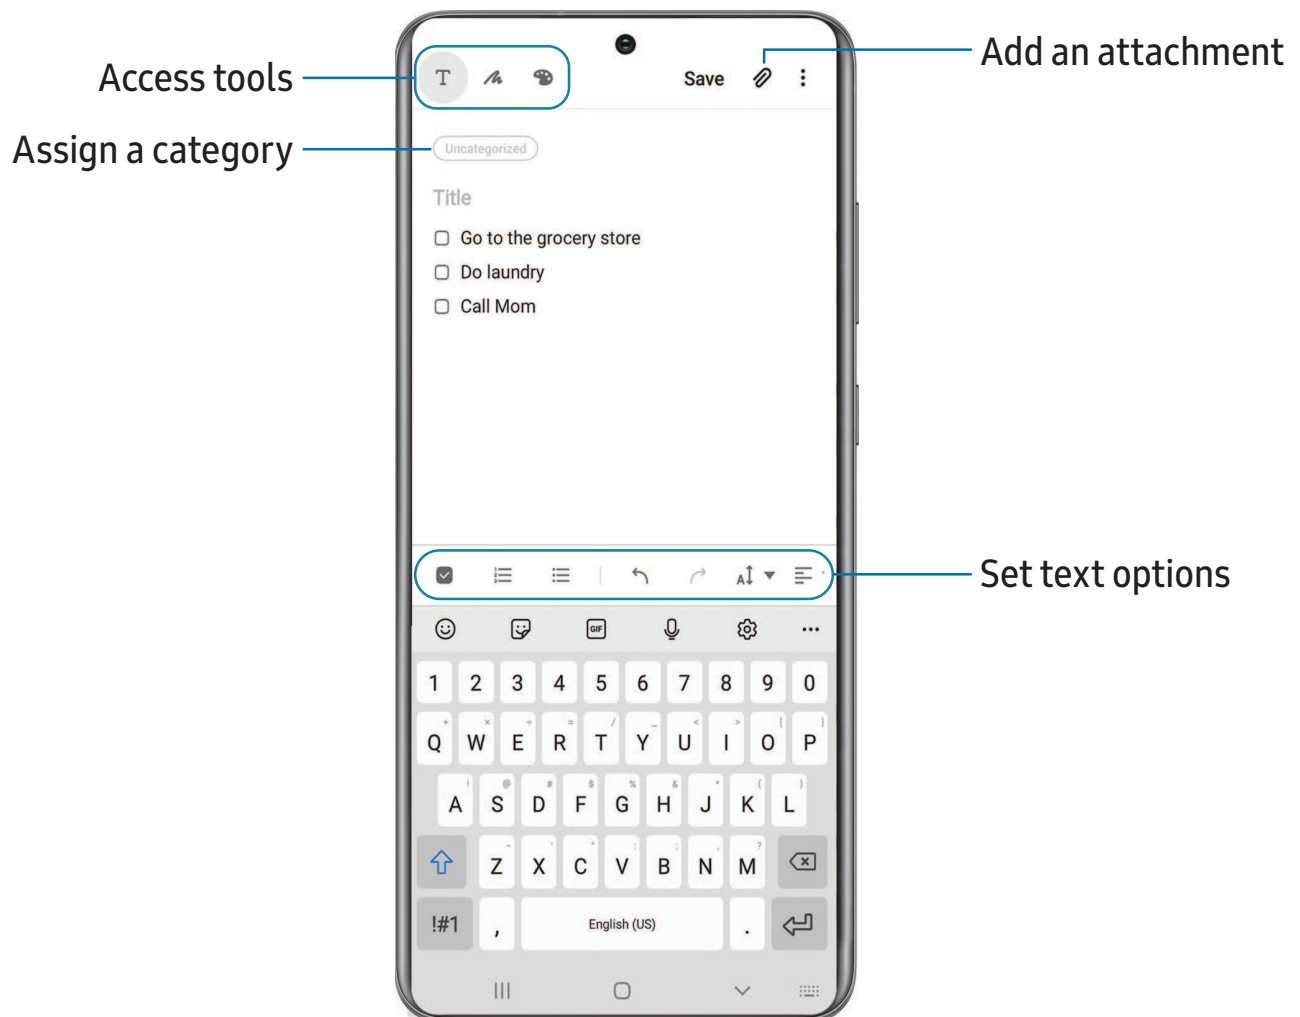 Add an attachment
Access tools
T
Save
Assign a category
Uncategorized
Title
Go to the grocery store
Do laundry
Call Mom
Set text options
A
GIF
1 2 3 4 5 6 7 8 9 0
+ × ÷ = / _ < > [ ]
Q W E R T Y U I O P
! @ # $ % & * ( )
A S D F G H J K L
- ' " : ; , ?
Z X C V B N M
!#1 , English (US) .